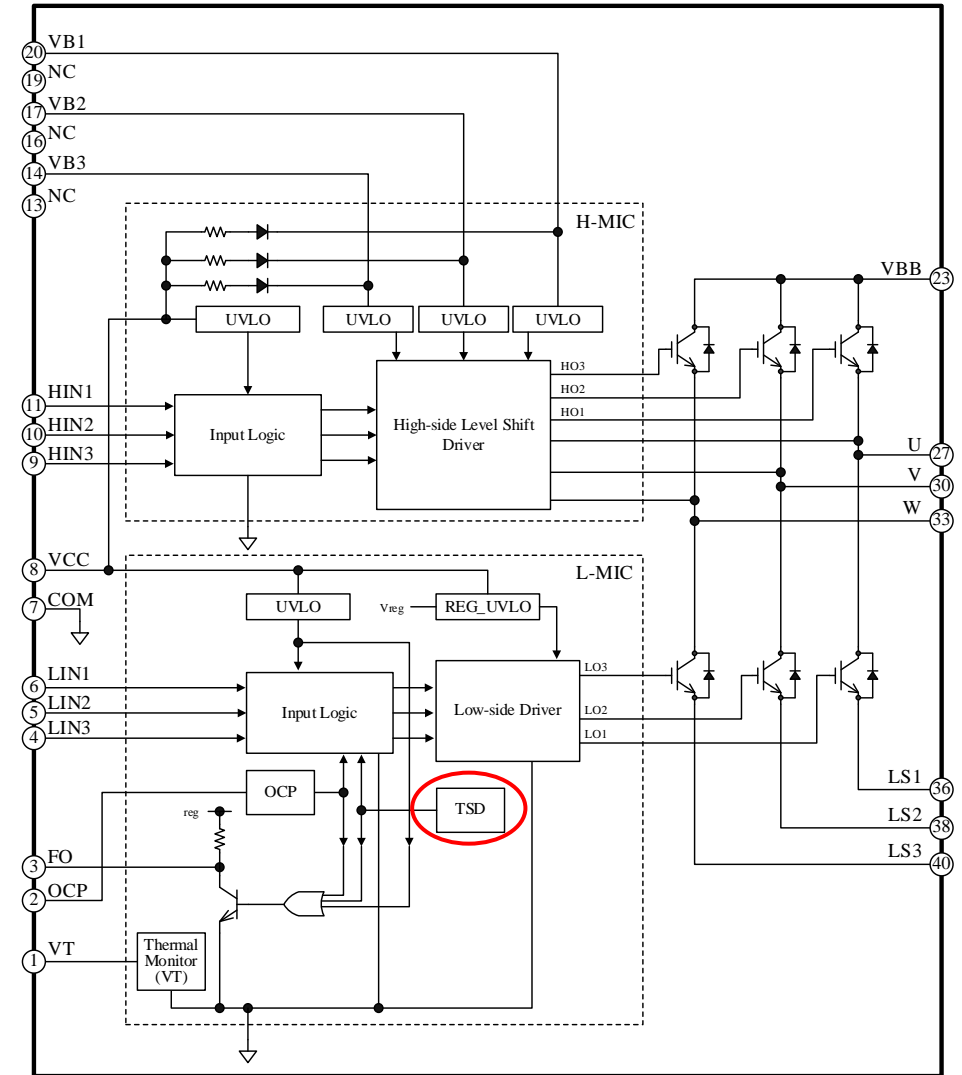 20 VB1
19 NC
17 VB2
16 NC
14 VB3
13 NC
H-MIC
VBB 23
UVLO UVLO UVLO UVLO
HO3
HO2
HO1
11 HIN1
10 HIN2
9 HIN3
Input Logic
High-side Level Shift
Driver
U 27
V 30
W 33
8 VCC
L-MIC
7 COM
UVLO
Vreg
REG_UVLO
6 LIN1
5 LIN2
4 LIN3
Input Logic
Low-side Driver
LO3
LO2
LO1
OCP
TSD
reg
LS1 36
LS2 38
LS3 40
3 FO
2 OCP
1 VT
Thermal
Monitor
(VT)